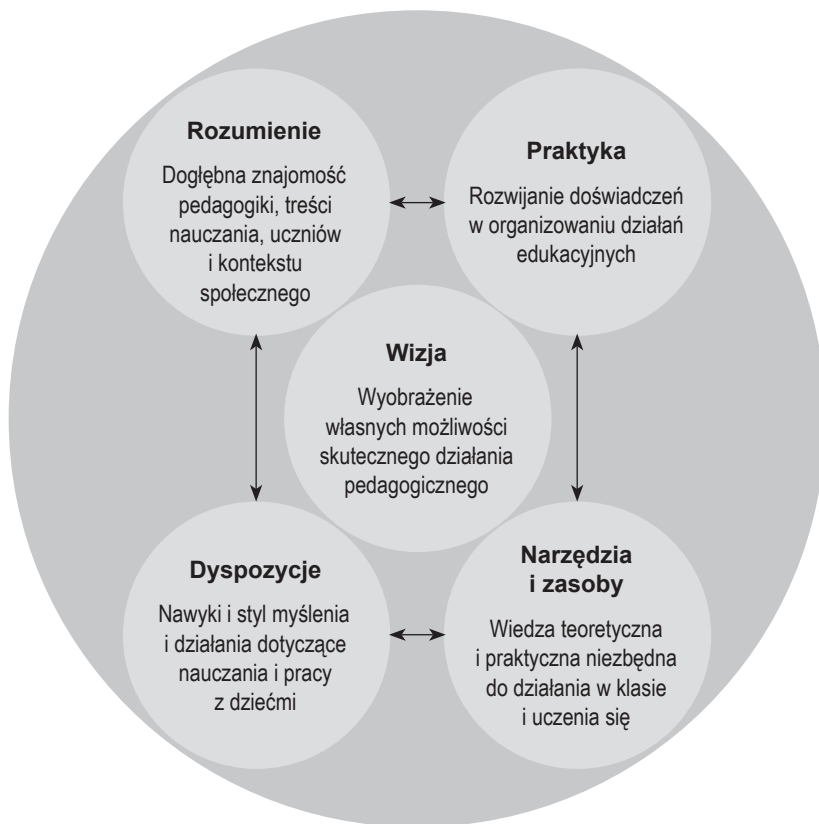 Rozumienie
Dogłębna znajomość
pedagogiki, treści
nauczania, uczniów
i kontekstu
społecznego
Praktyka
Rozwijanie doświadczeń
w organizowaniu działań
edukacyjnych
Wizja
Wyobrażenie
własnych możliwości
skutecznego działania
pedagogicznego
Dyspozycje
Nawyki i styl myślenia
i działania dotyczące
nauczania i pracy
z dziećmi
Narzędzia
i zasoby
Wiedza teoretyczna
i praktyczna niezbędna
do działania w klasie
i uczenia się